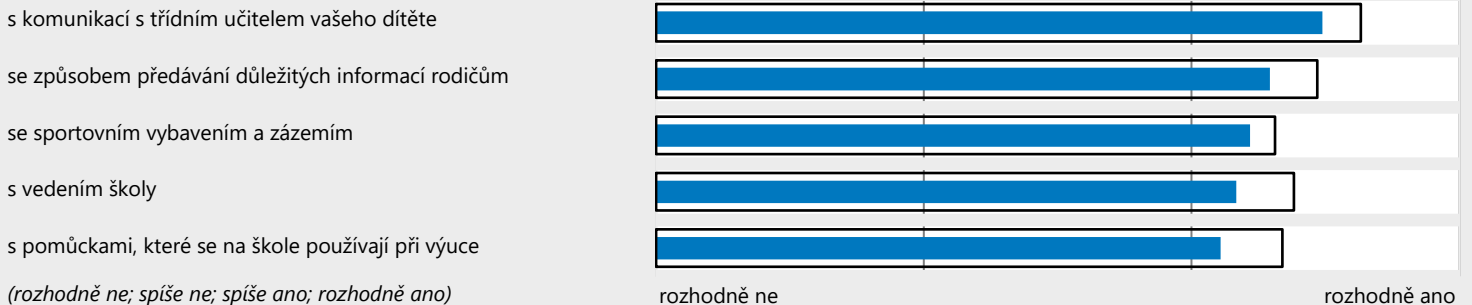 s komunikací s třídním učitelem vašeho dítěte
se způsobem předávání důležitých informací rodičům
se sportovním vybavením a zázemím
s vedením školy
s pomůckami, které se na škole používají při výuce
(rozhodně ne; spíše ne; spíše ano; rozhodně ano) rozhodně ne rozhodně ano